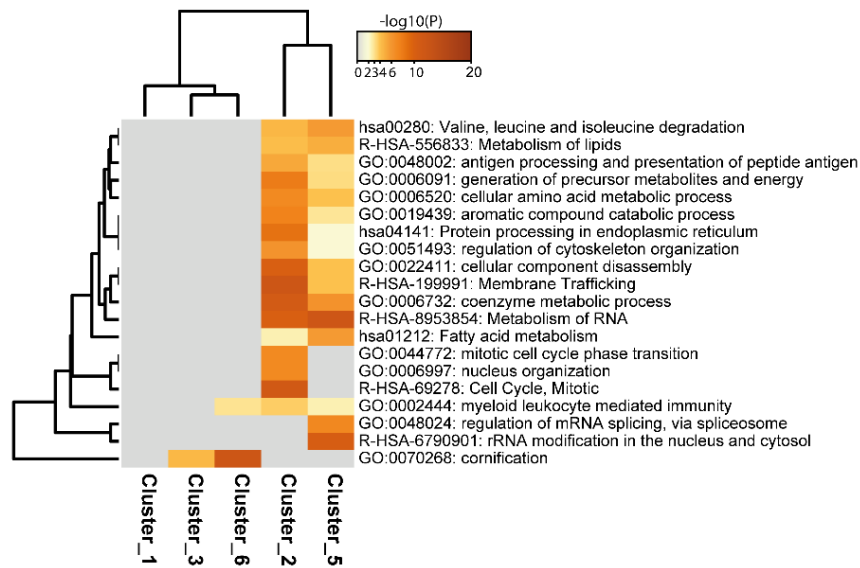 -log10(P)
0 2 3 4 6 10 20
hsa00280: Valine, leucine and isoleucine degradation
R-HSA-556833: Metabolism of lipids
GO:0048002: antigen processing and presentation of peptide antigen
GO:0006091: generation of precursor metabolites and energy
GO:0006520: cellular amino acid metabolic process
GO:0019439: aromatic compound catabolic process
hsa04141: Protein processing in endoplasmic reticulum
GO:0051493: regulation of cytoskeleton organization
GO:0022411: cellular component disassembly
R-HSA-199991: Membrane Trafficking
GO:0006732: coenzyme metabolic process
R-HSA-8953854: Metabolism of RNA
hsa01212: Fatty acid metabolism
GO:0044772: mitotic cell cycle phase transition
GO:0006997: nucleus organization
R-HSA-69278: Cell Cycle, Mitotic
GO:0002444: myeloid leukocyte mediated immunity
GO:0048024: regulation of mRNA splicing, via spliceosome
R-HSA-6790901: rRNA modification in the nucleus and cytosol
GO:0070268: cornification
Cluster_1
Cluster_3
Cluster_6
Cluster_2
Cluster_5